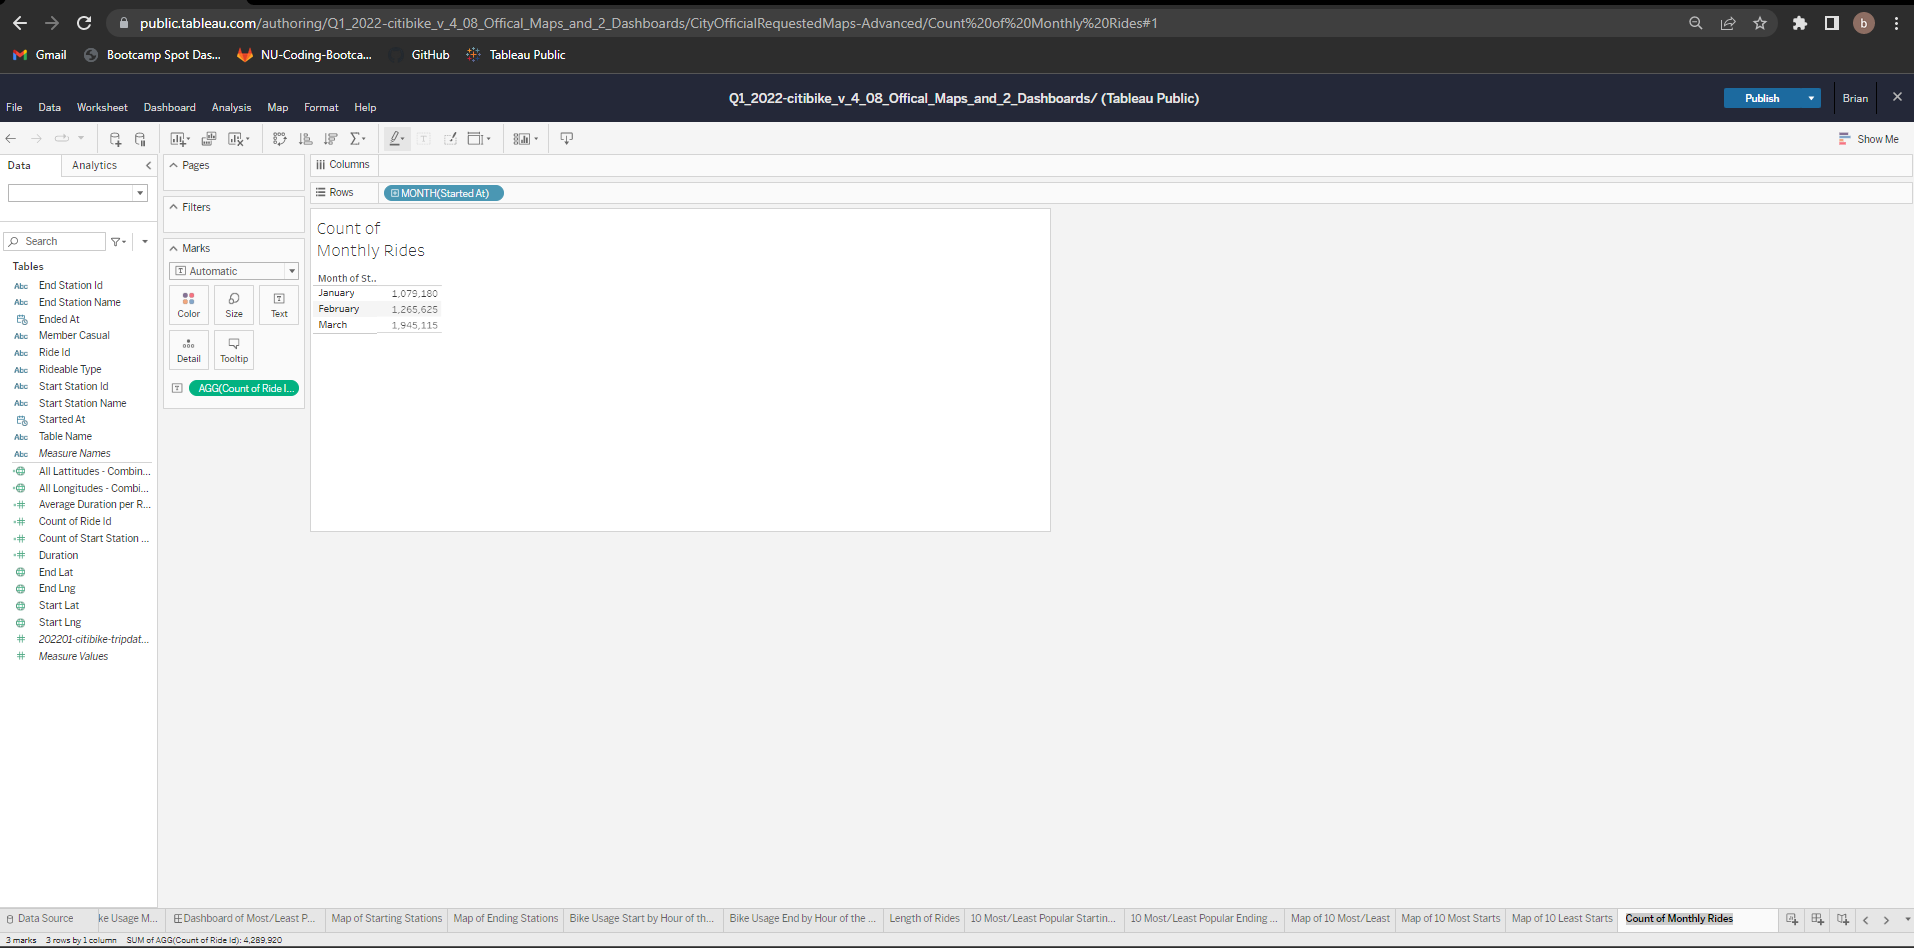 public.tableau.com/authoring/Q1_2022-citibike_v_4_08_Offical_Maps_and_2_Dashboards/CityOfficialRequestedMaps-Advanced/Count%20of%20Monthly%20Rides#1
b
Gmail Bootcamp Spot Das... NU-Coding-Bootca... GitHub Tableau Public
Q1_2022-citibike_v_4_08_Offical_Maps_and_2_Dashboards/ (Tableau Public)
Publish Brian
File Data Worksheet Dashboard Analysis Map Format Help
Show Me
Data Analytics
Pages
Columns
Rows MONTH(Started At)
Filters
Search
Marks
Automatic
Color Size Text
Detail Tooltip
AGG(Count of Ride I...
Tables
Abc End Station Id
Abc End Station Name
Ended At
Abc Member Casual
Abc Ride Id
Abc Rideable Type
Abc Start Station Id
Abc Start Station Name
Started At
Abc Table Name
Abc Measure Names
All Lattitudes - Combin...
All Longitudes - Combi...
Average Duration per R...
Count of Ride Id
Count of Start Station ...
Duration
End Lat
End Lng
Start Lat
Start Lng
202201-citibike-tripdat...
Measure Values
Count of
Monthly Rides
Month of St..
January 1,079,180
February 1,265,625
March 1,945,115
Data Source ke Usage M... Dashboard of Most/Least P... Map of Starting Stations Map of Ending Stations Bike Usage Start by Hour of th... Bike Usage End by Hour of the ... Length of Rides 10 Most/Least Popular Startin... 10 Most/Least Popular Ending ... Map of 10 Most/Least Map of 10 Most Starts Map of 10 Least Starts Count of Monthly Rides
3 marks 3 rows by 1 column SUM of AGG(Count of Ride Id): 4,289,920